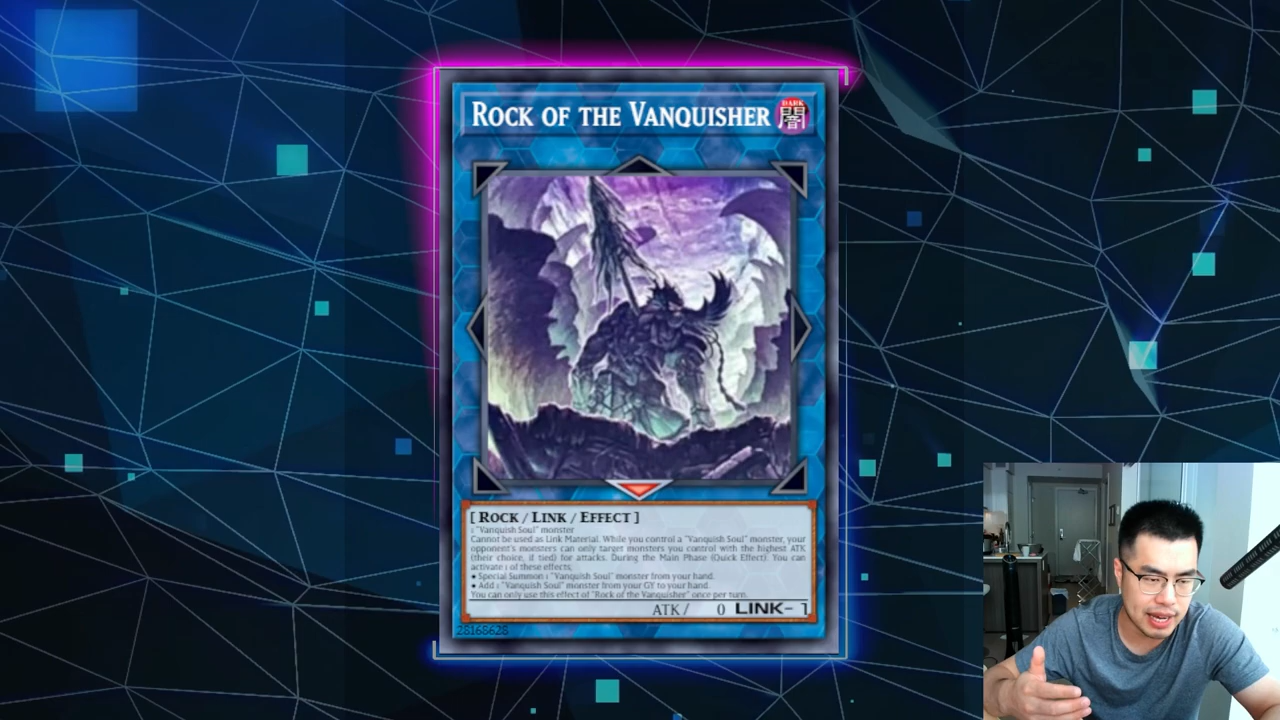 ROCK OF THE VANQUISHER
DARK
闇
[ ROCK / LINK / EFFECT ]
1 "Vanquish Soul" monster
Cannot be used as Link Material. While you control a "Vanquish Soul" monster, your
opponent's monsters can only target monsters you control with the highest ATK
(their choice, if tied) for attacks. During the Main Phase (Quick Effect): You can
activate 1 of these effects;
● Special Summon 1 "Vanquish Soul" monster from your hand.
● Add 1 "Vanquish Soul" monster from your GY to your hand.
You can only use this effect of "Rock of the Vanquisher" once per turn.
ATK/ 0 LINK-1
28168628